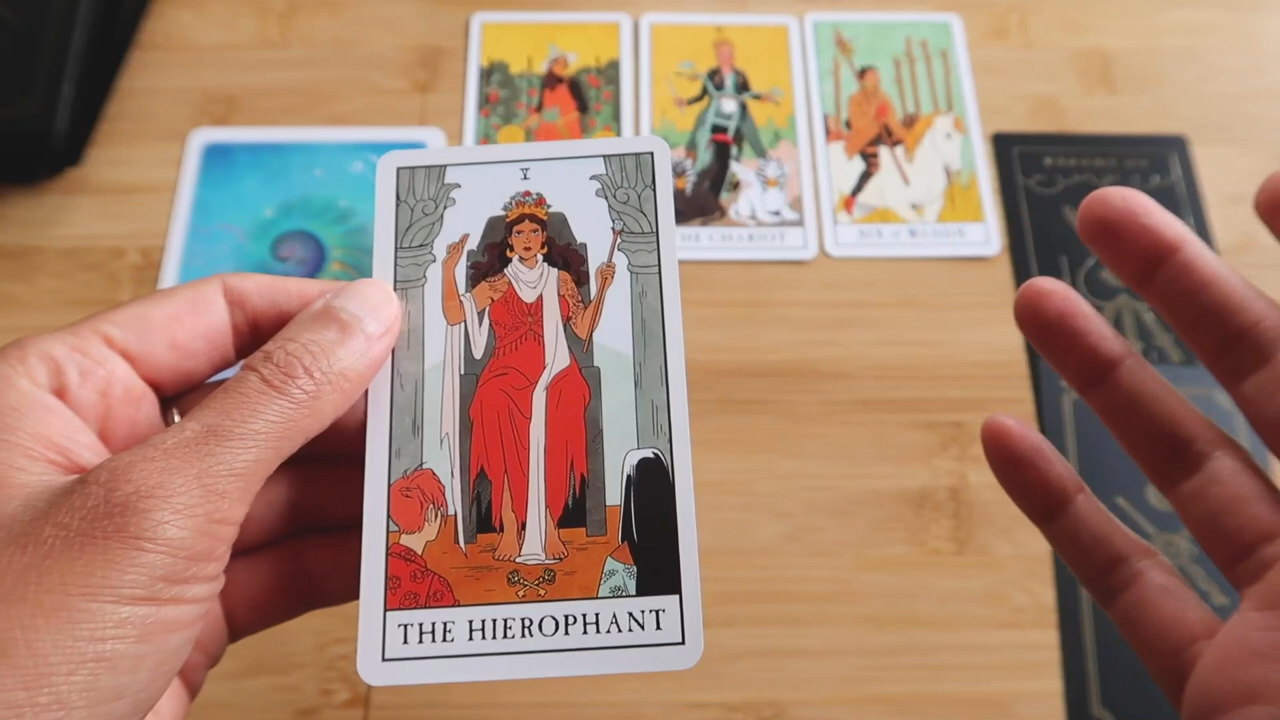 THE CHARIOT
SIX of WANDS
V
THE HIEROPHANT